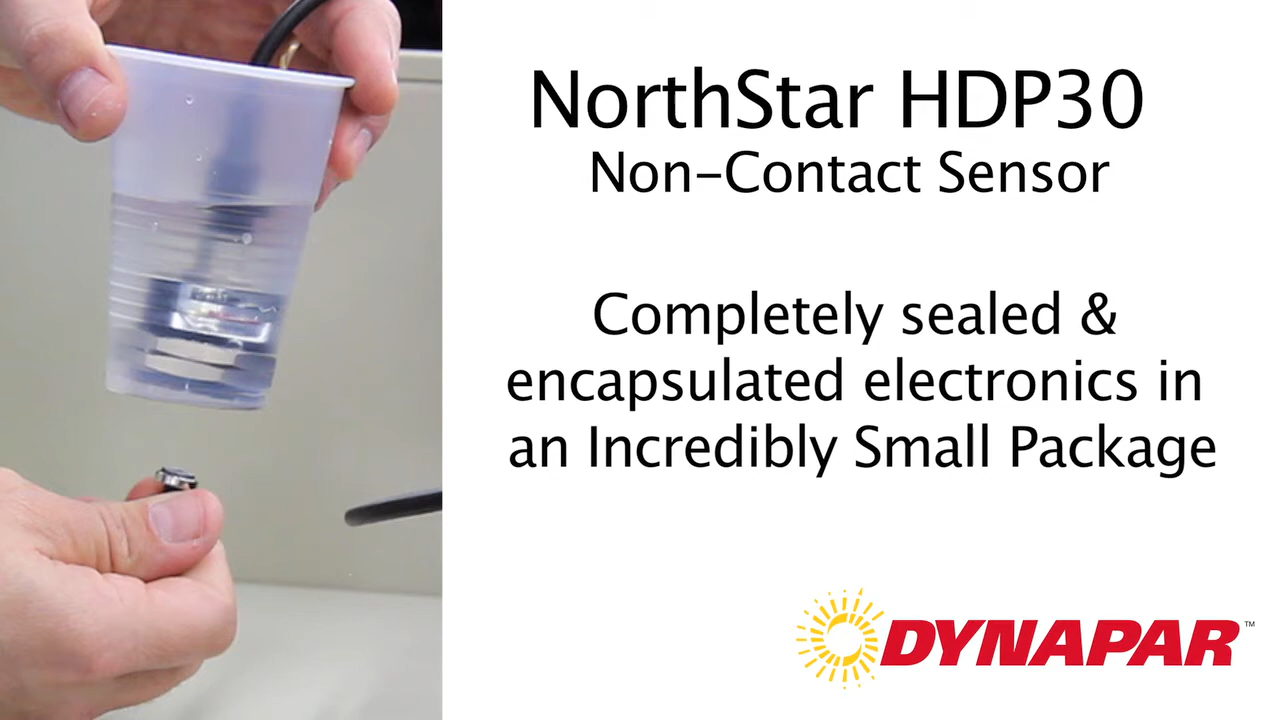 NorthStar HDP30
Non-Contact Sensor
Completely sealed &
encapsulated electronics in
an Incredibly Small Package
DYNAPAR™